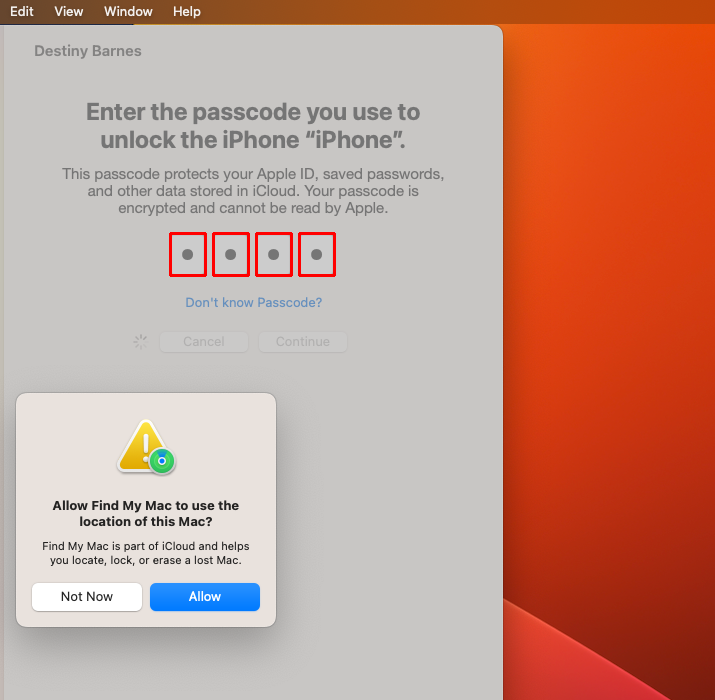 Edit View Window Help
Destiny Barnes
Enter the passcode you use to
unlock the iPhone “iPhone”.
This passcode protects your Apple ID, saved passwords,
and other data stored in iCloud. Your passcode is
encrypted and cannot be read by Apple.
Don't know Passcode?
Cancel Continue
Allow Find My Mac to use the
location of this Mac?
Find My Mac is part of iCloud and helps
you locate, lock, or erase a lost Mac.
Not Now Allow